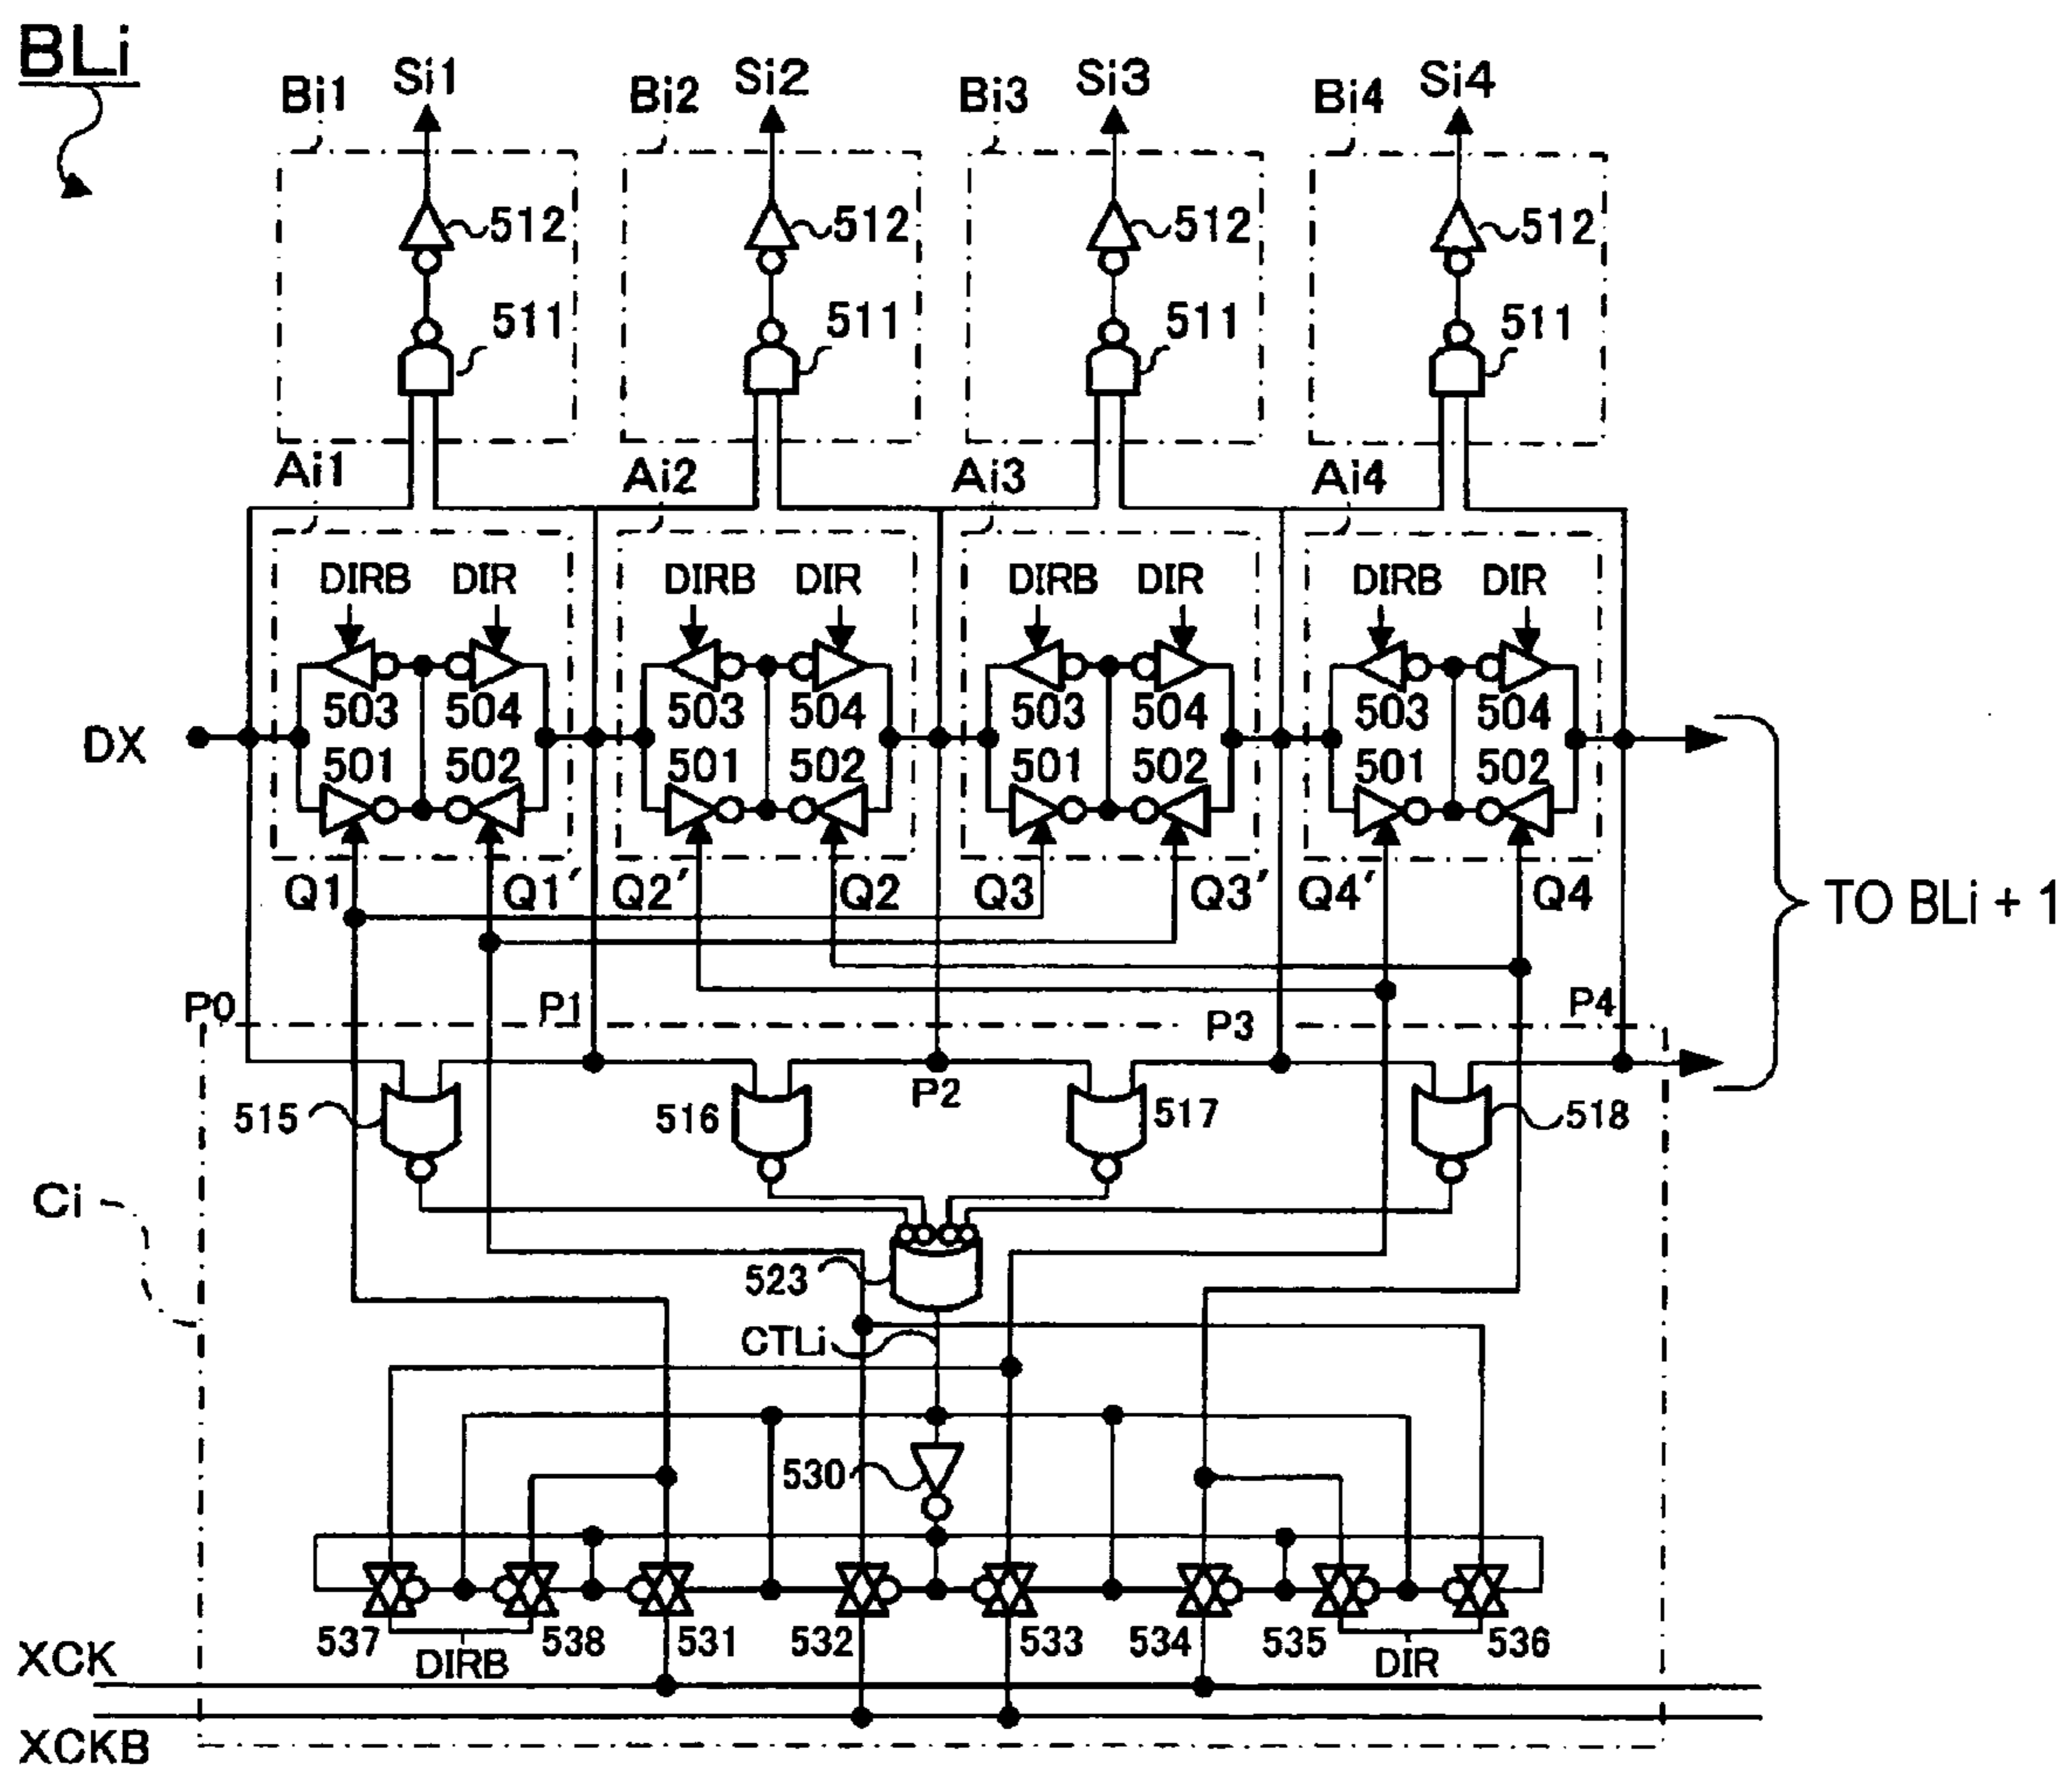 BLi
Bi1 Si1 Bi2 Si2 Bi3 Si3 Bi4 Si4
512 512 512 512
511 511 511 511
Ai1 Ai2 Ai3 Ai4
DIRB DIR DIRB DIR DIRB DIR DIRB DIR
503 504 503 504 503 504 503 504
DX
501 502 501 502 501 502 501 502
Q1 Q1' Q2' Q2 Q3 Q3' Q4' Q4
TO BLi + 1
P0 P1 P3 P4
P2
515 516 517 518
Ci
523
CTLi
530
537 538 531 532 533 534 535 536
DIRB DIR
XCK
XCKB